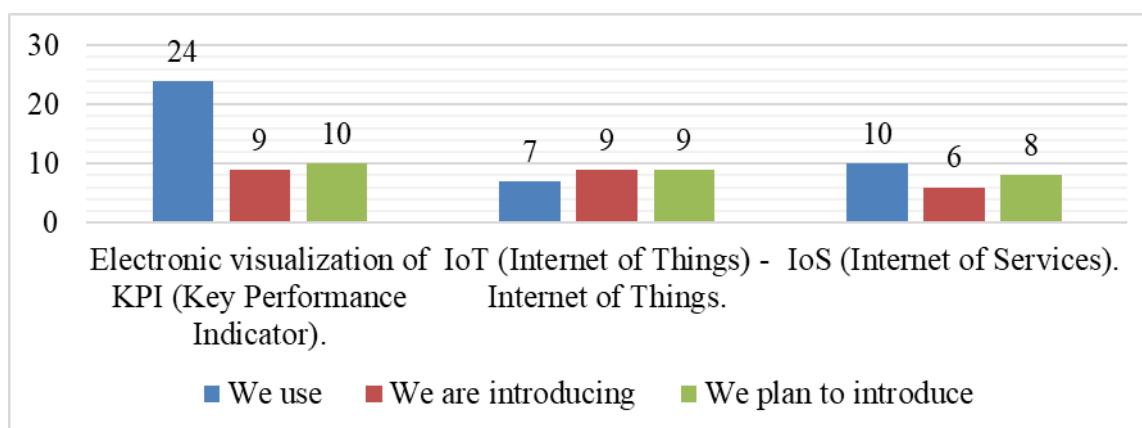 30
20
10
0
24
9
10
7
9
9
10
6
8
Electronic visualization of
KPI (Key Performance
Indicator).
IoT (Internet of Things) -
Internet of Things.
IoS (Internet of Services).
We use
We are introducing
We plan to introduce